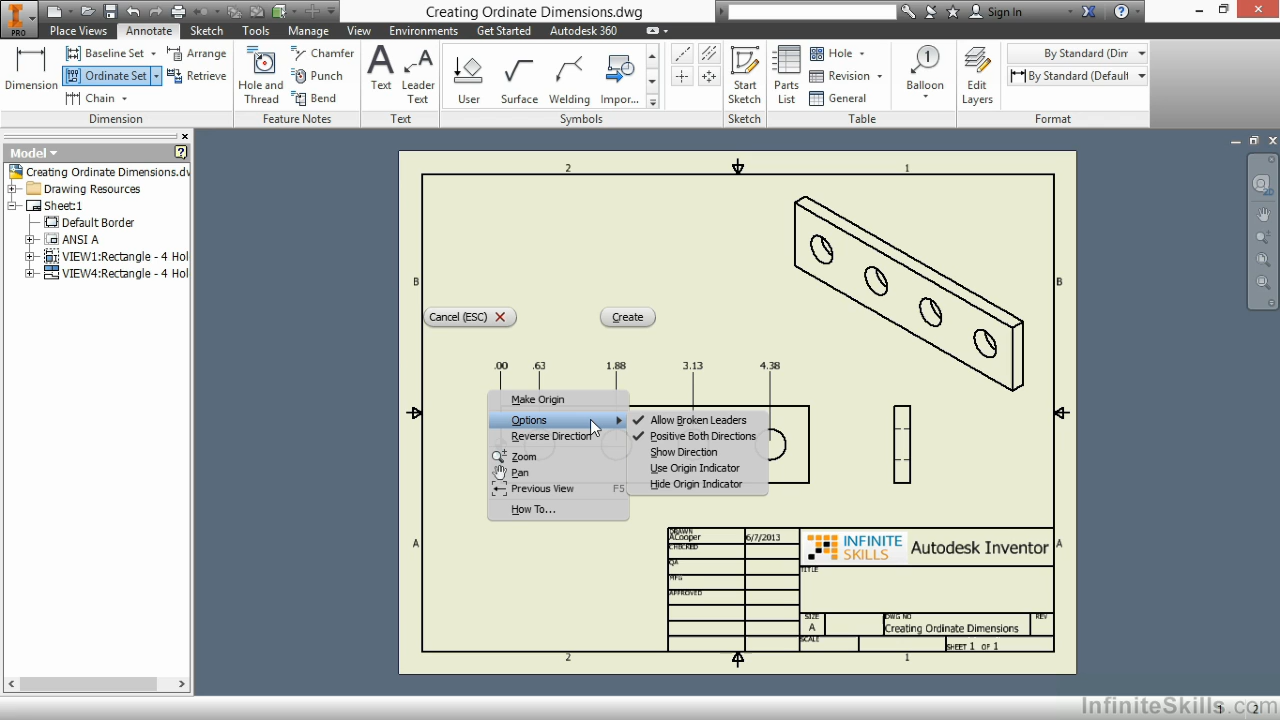 Creating Ordinate Dimensions.dwg
Sign In
PRO
Place Views
Annotate
Sketch
Tools
Manage
View
Environments
Get Started
Autodesk 360
Dimension
Baseline Set
Ordinate Set
Chain
Arrange
Retrieve
Dimension
Hole and
Thread
Chamfer
Punch
Bend
Feature Notes
Text
Leader
Text
Text
User
Surface
Welding
Impor...
Symbols
Start
Sketch
Sketch
Parts
List
Hole
Revision
General
Table
Balloon
1
Edit
Layers
By Standard (Dim
By Standard (Default
Format
Model
Creating Ordinate Dimensions.dw
Drawing Resources
Sheet:1
Default Border
ANSI A
VIEW1:Rectangle - 4 Hol
VIEW4:Rectangle - 4 Hol
2
1
B
B
Cancel (ESC)
Create
.00
.63
1.88
3.13
4.38
Make Origin
Options
Reverse Direction
Zoom
Pan
Previous View F5
How To...
Allow Broken Leaders
Positive Both Directions
Show Direction
Use Origin Indicator
Hide Origin Indicator
A
A
DRAWN
ACooper
6/7/2013
CHECKED
QA
MFG
APPROVED
INFINITE
SKILLS
Autodesk Inventor
TITLE
SIZE
A
DWG NO
Creating Ordinate Dimensions
REV
SCALE
SHEET 1 OF 1
2
1
InfiniteSkills.com
1
2